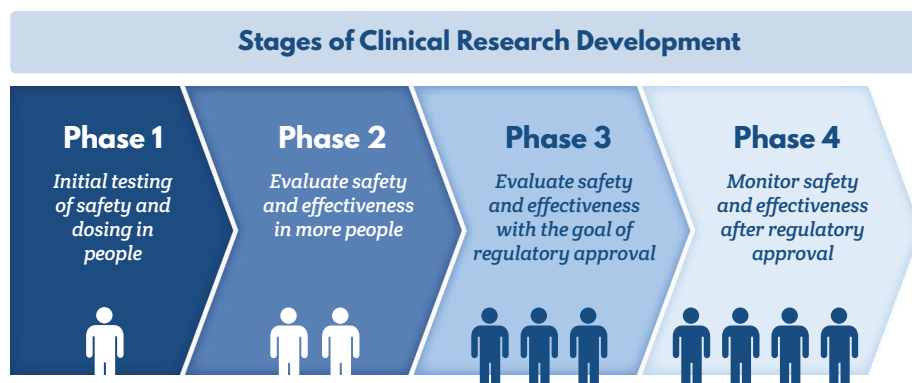 Stages of Clinical Research Development
Phase 1
Initial testing
of safety and
dosing in
people
Phase 2
Evaluate safety
and effectiveness
in more people
Phase 3
Evaluate safety
and effectiveness
with the goal of
regulatory approval
Phase 4
Monitor safety
and effectiveness
after regulatory
approval